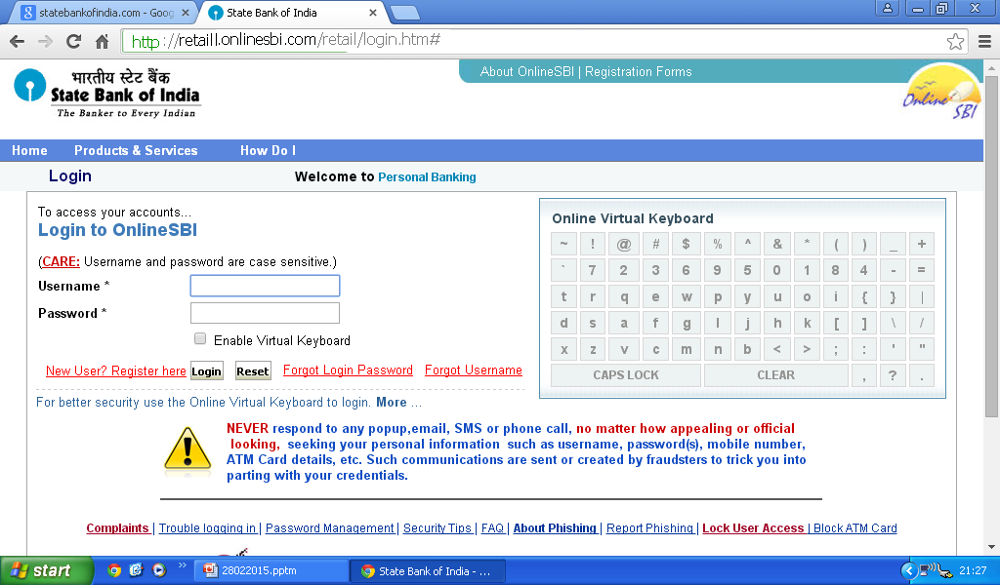 statebankofindia.com - Goog
State Bank of India
http://retaill.onlinesbi.com/retail/login.htm#
About OnlineSBI | Registration Forms
भारतीय स्टेट बैंक
State Bank of India
The Banker to Every Indian
Online SBI
Home Products & Services How Do I
Login Welcome to Personal Banking
To access your accounts...
Login to OnlineSBI
(CARE: Username and password are case sensitive.)
Username *
Password *
Enable Virtual Keyboard
New User? Register here Login Reset Forgot Login Password Forgot Username
For better security use the Online Virtual Keyboard to login. More ...
Online Virtual Keyboard
~ ! @ # $ % ^ & * ( ) _ +
` 7 2 3 6 9 5 0 1 8 4 - =
t r q e w p y u o i { } |
d s a f g l j h k [ ] \ /
x z v c m n b < > ; : ' "
CAPS LOCK CLEAR , ? .
NEVER respond to any popup,email, SMS or phone call, no matter how appealing or official
looking, seeking your personal information such as username, password(s), mobile number,
ATM Card details, etc. Such communications are sent or created by fraudsters to trick you into
parting with your credentials.
Complaints | Trouble logging in | Password Management | Security Tips | FAQ | About Phishing | Report Phishing | Lock User Access | Block ATM Card
start 28022015.pptm State Bank of India - ... 21:27